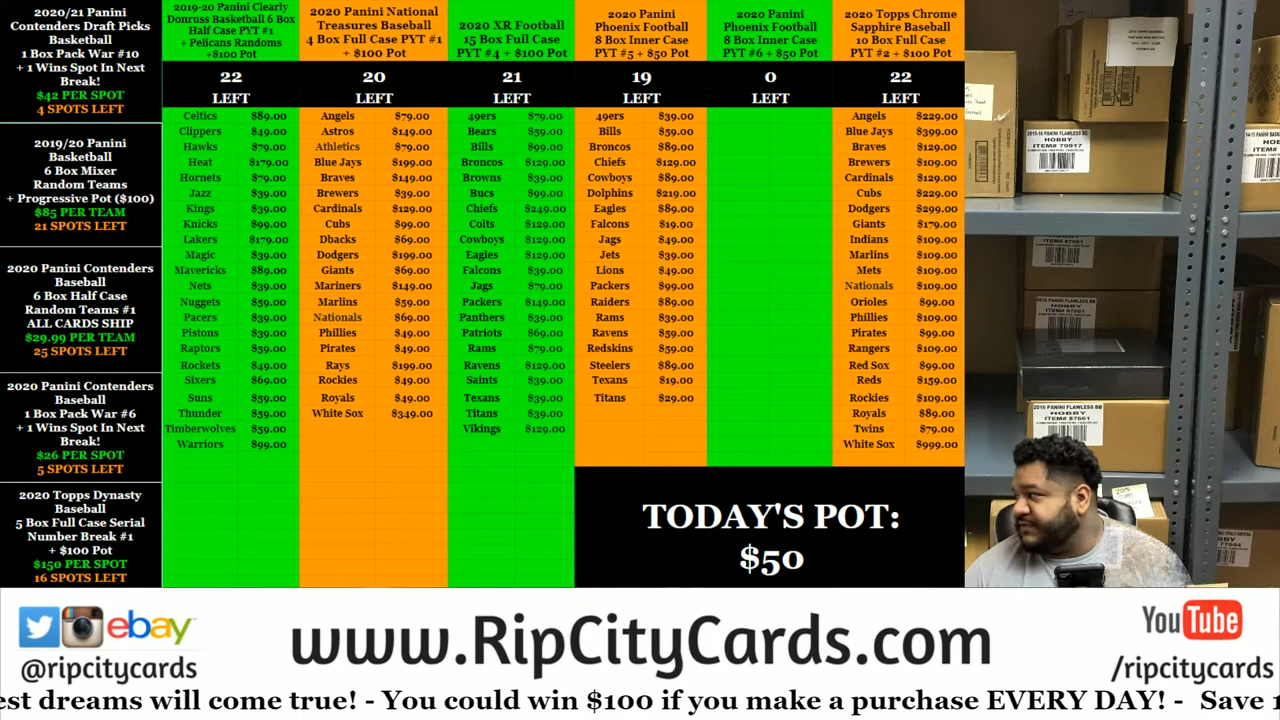 2020/21 Panini
Contenders Draft Picks
Basketball
1 Box Pack War #10
+ 1 Wins Spot In Next
Break!
$42 PER SPOT
4 SPOTS LEFT
2019/20 Panini
Basketball
6 Box Mixer
Random Teams
+ Progressive Pot ($100)
$85 PER TEAM
21 SPOTS LEFT
2020 Panini Contenders
Baseball
6 Box Half Case
Random Teams #1
ALL CARDS SHIP
$29.99 PER TEAM
25 SPOTS LEFT
2020 Panini Contenders
Baseball
1 Box Pack War #6
+ 1 Wins Spot In Next
Break!
$26 PER SPOT
5 SPOTS LEFT
2020 Topps Dynasty
Baseball
5 Box Full Case Serial
Number Break #1
+ $100 Pot
$150 PER SPOT
16 SPOTS LEFT
2019-20 Panini Clearly
Donruss Basketball 6 Box
Half Case PYT #1
+ Pelicans Randoms
+$100 Pot
22
LEFT
Celtics $89.00
Clippers $49.00
Hawks $79.00
Heat $179.00
Hornets $79.00
Jazz $39.00
Kings $39.00
Knicks $99.00
Lakers $179.00
Magic $39.00
Mavericks $89.00
Nets $39.00
Nuggets $59.00
Pacers $39.00
Pistons $39.00
Raptors $59.00
Rockets $49.00
Sixers $69.00
Suns $59.00
Thunder $59.00
Timberwolves $59.00
Warriors $99.00
2020 Panini National
Treasures Baseball
4 Box Full Case PYT #1
+ $100 Pot
20
LEFT
Angels $79.00
Astros $149.00
Athletics $79.00
Blue Jays $199.00
Braves $149.00
Brewers $39.00
Cardinals $129.00
Cubs $99.00
Dbacks $69.00
Dodgers $199.00
Giants $69.00
Mariners $149.00
Marlins $59.00
Nationals $69.00
Phillies $49.00
Pirates $49.00
Rays $199.00
Rockies $49.00
Royals $49.00
White Sox $349.00
2020 XR Football
15 Box Full Case
PYT #4 + $100 Pot
21
LEFT
49ers $79.00
Bears $59.00
Bills $99.00
Broncos $129.00
Browns $39.00
Bucs $99.00
Chiefs $249.00
Colts $129.00
Cowboys $129.00
Eagles $129.00
Falcons $39.00
Jags $79.00
Packers $149.00
Panthers $39.00
Patriots $69.00
Rams $79.00
Ravens $129.00
Saints $39.00
Texans $39.00
Titans $39.00
Vikings $129.00
2020 Panini
Phoenix Football
8 Box Inner Case
PYT #5 + $50 Pot
19
LEFT
49ers $39.00
Bills $59.00
Broncos $89.00
Chiefs $129.00
Cowboys $89.00
Dolphins $219.00
Eagles $89.00
Falcons $19.00
Jags $49.00
Jets $39.00
Lions $49.00
Packers $99.00
Raiders $89.00
Rams $39.00
Ravens $59.00
Redskins $59.00
Steelers $89.00
Texans $19.00
Titans $29.00
2020 Panini
Phoenix Football
8 Box Inner Case
PYT #6 + $50 Pot
0
LEFT
2020 Topps Chrome
Sapphire Baseball
10 Box Full Case
PYT #2 + $100 Pot
22
LEFT
Angels $229.00
Blue Jays $399.00
Braves $129.00
Brewers $109.00
Cardinals $129.00
Cubs $229.00
Dodgers $299.00
Giants $179.00
Indians $109.00
Marlins $109.00
Mets $109.00
Nationals $109.00
Orioles $99.00
Phillies $109.00
Pirates $99.00
Rangers $109.00
Red Sox $99.00
Reds $159.00
Rockies $109.00
Royals $89.00
Twins $79.00
White Sox $999.00
TODAY'S POT:
$50
2015-16 PANINI FLAWLESS SC
HOBBY
ITEM# 79917
HOBBY
ITEM# 87661
2016 PANINI FLAWLESS BB
HOBBY
ITEM# 87661
2016 PANINI FLAWLESS BB
HOBBY
ITEM# 87661
ebay
@ripcitycards
www.RipCityCards.com
YouTube
/ripcitycards
est dreams will come true! - You could win $100 if you make a purchase EVERY DAY! - Save 1